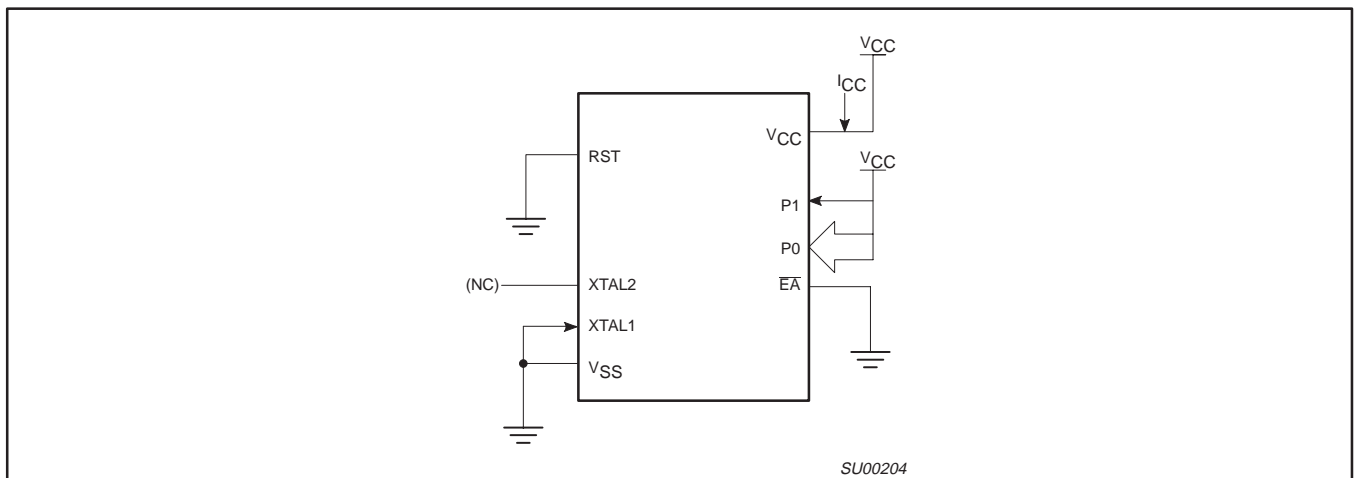 VCC
ICC
VCC
RST
VCC
P1
P0
(NC)
XTAL2
EA
XTAL1
VSS
SU00204